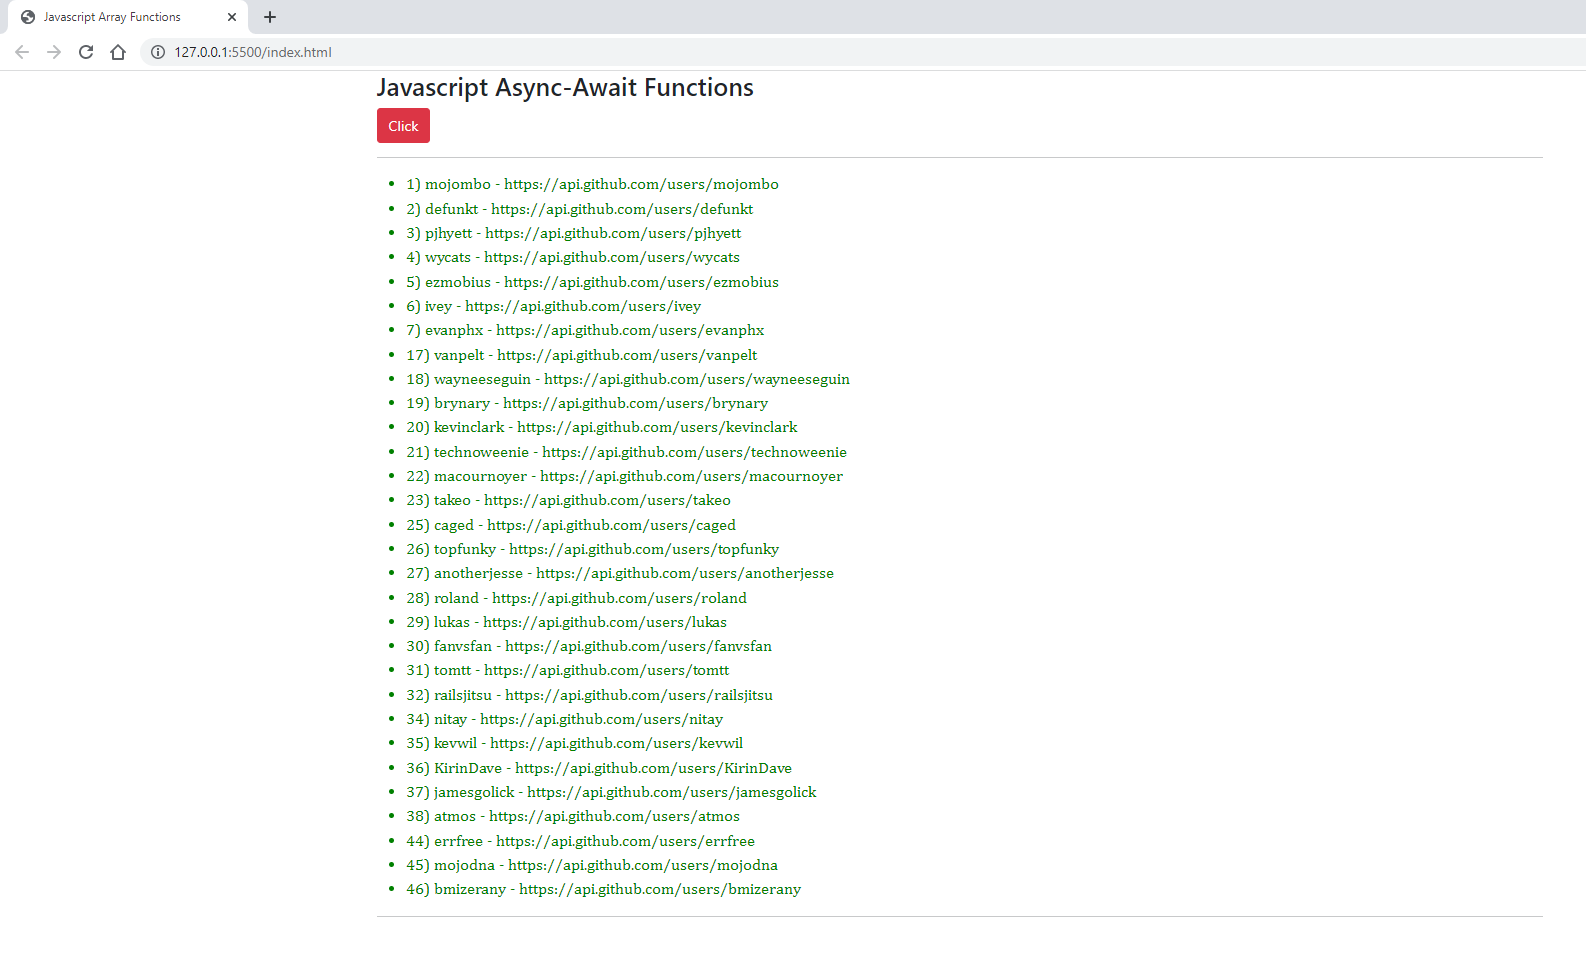 Javascript Array Functions
127.0.0.1:5500/index.html
Javascript Async-Await Functions
Click
1) mojombo - https://api.github.com/users/mojombo
2) defunkt - https://api.github.com/users/defunkt
3) pjhyett - https://api.github.com/users/pjhyett
4) wycats - https://api.github.com/users/wycats
5) ezmobius - https://api.github.com/users/ezmobius
6) ivey - https://api.github.com/users/ivey
7) evanphx - https://api.github.com/users/evanphx
17) vanpelt - https://api.github.com/users/vanpelt
18) wayneeseguin - https://api.github.com/users/wayneeseguin
19) brynary - https://api.github.com/users/brynary
20) kevinclark - https://api.github.com/users/kevinclark
21) technoweenie - https://api.github.com/users/technoweenie
22) macournoyer - https://api.github.com/users/macournoyer
23) takeo - https://api.github.com/users/takeo
25) caged - https://api.github.com/users/caged
26) topfunky - https://api.github.com/users/topfunky
27) anotherjesse - https://api.github.com/users/anotherjesse
28) roland - https://api.github.com/users/roland
29) lukas - https://api.github.com/users/lukas
30) fanvsfan - https://api.github.com/users/fanvsfan
31) tomtt - https://api.github.com/users/tomtt
32) railsjitsu - https://api.github.com/users/railsjitsu
34) nitay - https://api.github.com/users/nitay
35) kevwil - https://api.github.com/users/kevwil
36) KirinDave - https://api.github.com/users/KirinDave
37) jamesgolick - https://api.github.com/users/jamesgolick
38) atmos - https://api.github.com/users/atmos
44) errfree - https://api.github.com/users/errfree
45) mojodna - https://api.github.com/users/mojodna
46) bmizerany - https://api.github.com/users/bmizerany